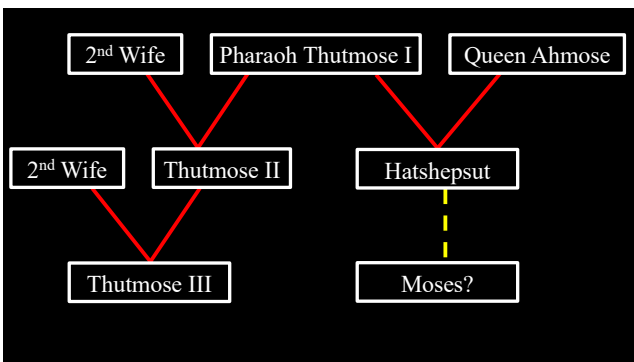 2nd Wife
Pharaoh Thutmose I
Queen Ahmose
2nd Wife
Thutmose II
Hatshepsut
Thutmose III
Moses?